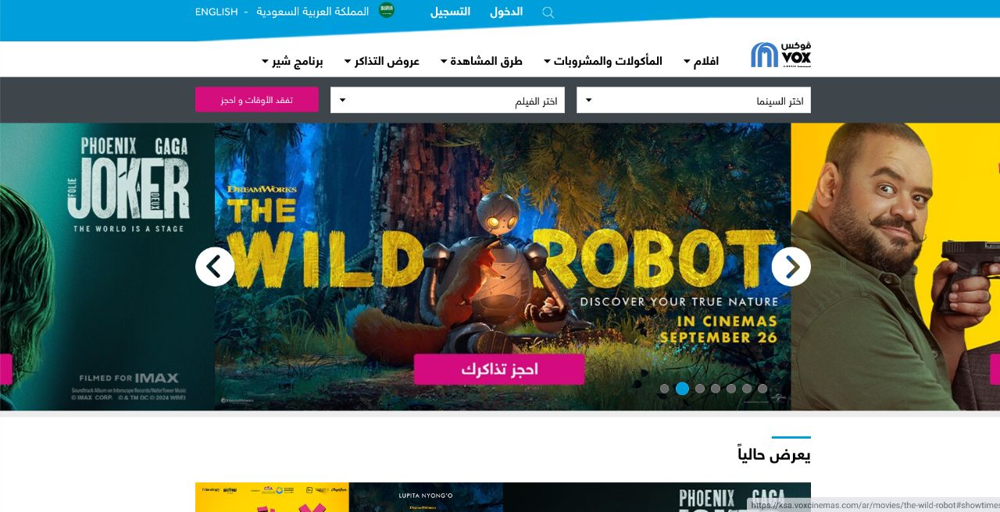 الدخول
التسجيل
المملكة العربية السعودية - ENGLISH
ڤوكس
VOX
افلام
المأكولات والمشروبات
طرق المشاهدة
عروض التذاكر
برنامج شير
اختر السينما
اختر الفيلم
تفقد الأوقات و احجز
PHOENIX GAGA
JOKER
FOLIE À DEUX
THE WORLD IS A STAGE
FILMED FOR IMAX
Soundtrack Album on Interscope Records/WaterTower Music
© IMAX CORP. © & TM DC © 2024 WBEI
DREAMWORKS
THE
WILD ROBOT
DISCOVER YOUR TRUE NATURE
IN CINEMAS
SEPTEMBER 26
احجز تذاكرك
يعرض حالياً
LUPITA NYONG'O
PHOENIX GAGA
https://ksa.voxcinemas.com/ar/movies/the-wild-robot#showtimes